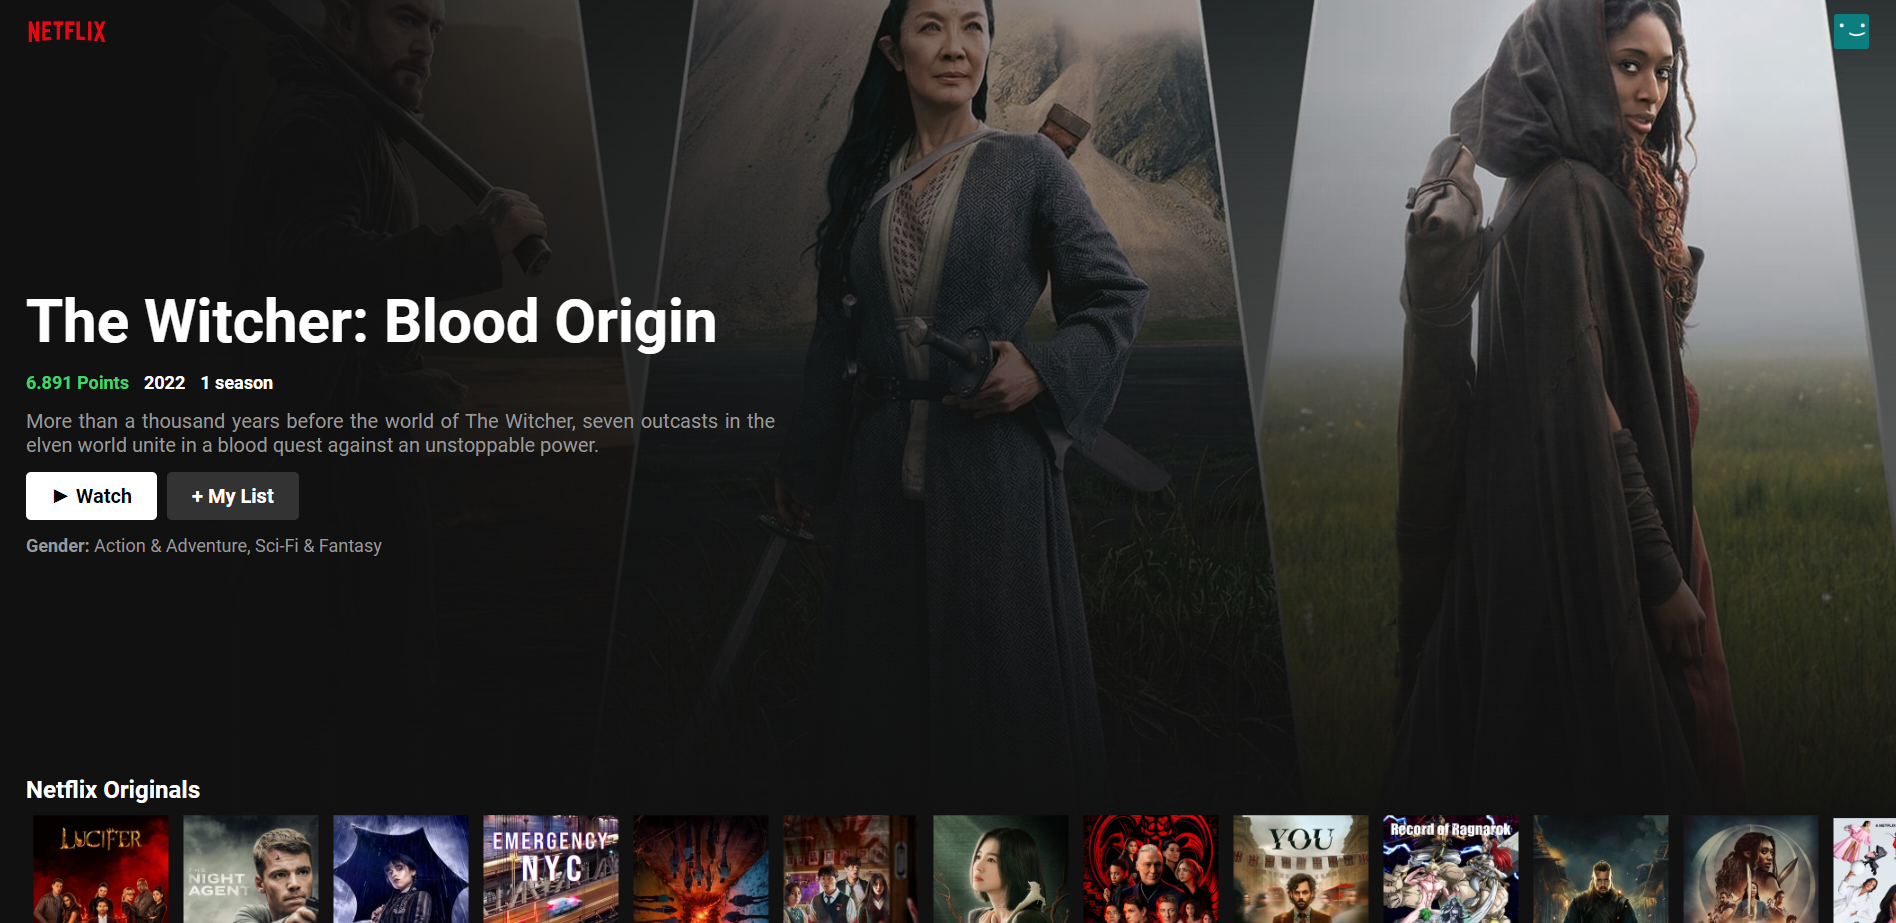 NETFLIX
The Witcher: Blood Origin
6.891 Points 2022 1 season
More than a thousand years before the world of The Witcher, seven outcasts in the
elven world unite in a blood quest against an unstoppable power.
► Watch
+ My List
Gender: Action & Adventure, Sci-Fi & Fantasy
Netflix Originals
LUCIFER
THE
NIGHT
AGENT
EMERGENCY
NYC
YOU
Record of Ragnarok